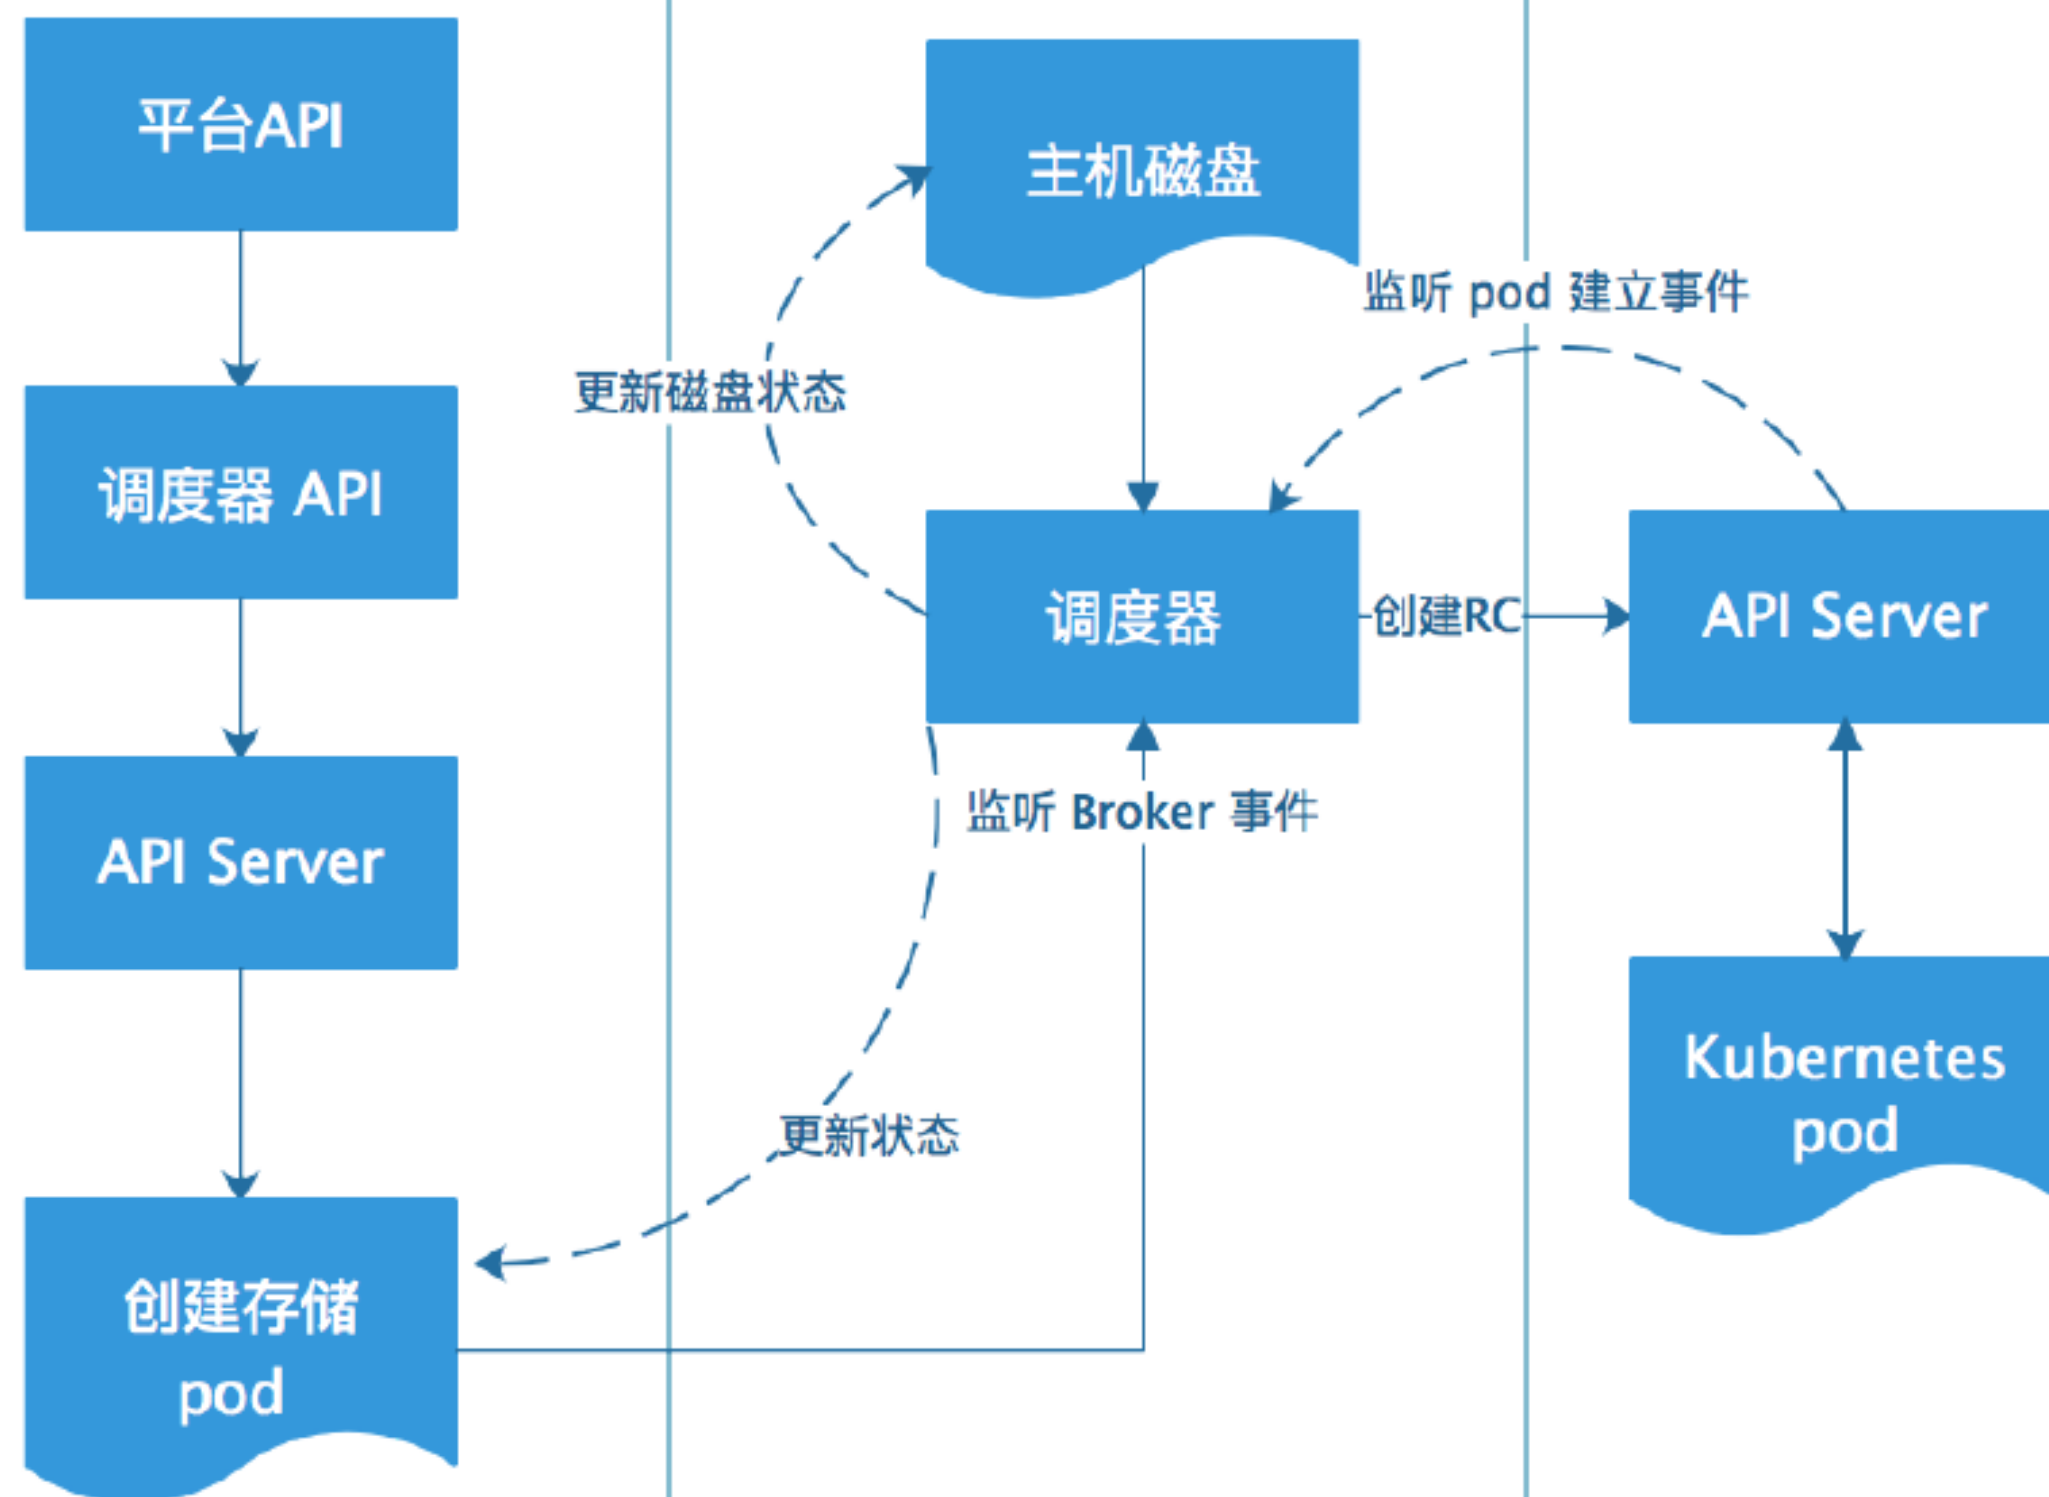 平台API
调度器 API
API Server
创建存储
pod
主机磁盘
更新磁盘状态
监听 pod 建立事件
调度器
创建RC
API Server
监听 Broker 事件
更新状态
Kubernetes
pod